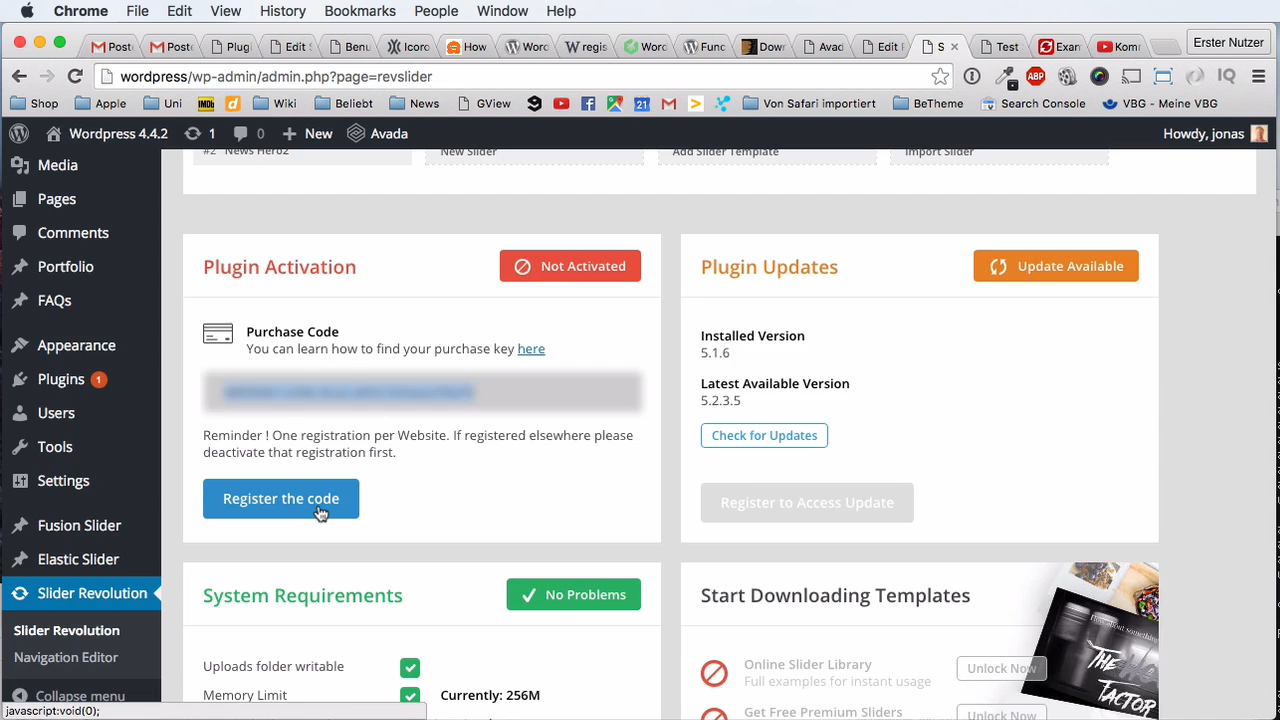 Chrome File Edit View History Bookmarks People Window Help
Post Post Plug Edit S Icoro How Word regis Word Func Down Avad Edit F S Test Exan Kom Erster Nutzer
wordpress/wp-admin/admin.php?page=revslider
Shop Apple Uni IMDb Wiki Beliebt News GView Von Safari importiert BeTheme Search Console VBG - Meine VBG
Wordpress 4.4.2 1 0 New Avada Howdy, jonas
Media
Pages
Comments
Portfolio
FAQs
Appearance
Plugins 1
Users
Tools
Settings
Fusion Slider
Elastic Slider
Slider Revolution
Slider Revolution
Navigation Editor
Collapse menu
javascript:void(0);
#2 News Hero2 New Slider Add Slider Template Import Slider
Plugin Activation Not Activated
Purchase Code
You can learn how to find your purchase key here
Reminder ! One registration per Website. If registered elsewhere please
deactivate that registration first.
Register the code
Plugin Updates Update Available
Installed Version
5.1.6
Latest Available Version
5.2.3.5
Check for Updates
Register to Access Update
System Requirements No Problems
Uploads folder writable
Memory Limit Currently: 256M
Start Downloading Templates
Online Slider Library Unlock Now
Full examples for instant usage
Get Free Premium Sliders Unlock Now